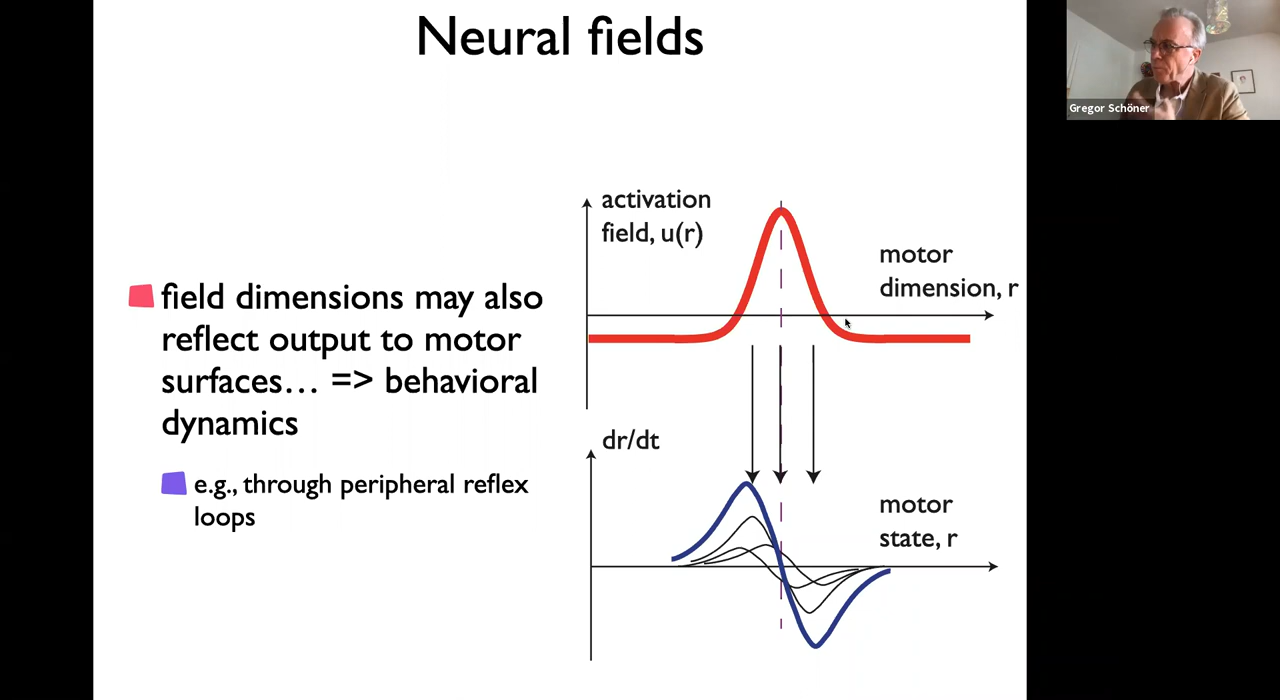 Neural fields
Gregor Schöner
activation
field, u(r)
motor
dimension, r
field dimensions may also
reflect output to motor
surfaces… => behavioral
dynamics
e.g., through peripheral reflex
loops
dr/dt
motor
state, r